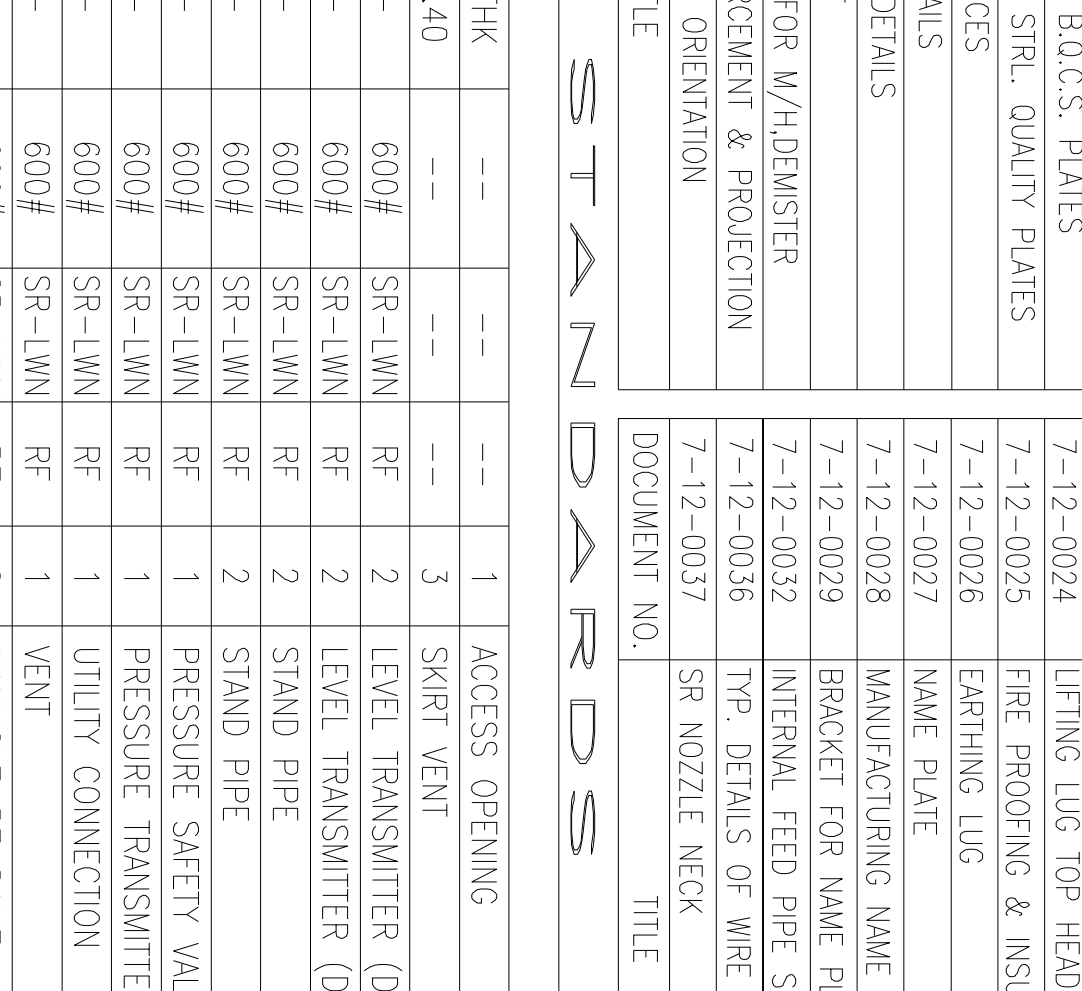 B.Q.C.S. PLATES 7-12-0024 LIFTING LUG TOP HEAD
STRL. QUALITY PLATES 7-12-0025 FIRE PROOFING & INSU
CES 7-12-0026 EARTHING LUG
AILS 7-12-0027 NAME PLATE
DETAILS 7-12-0028 MANUFACTURING NAME
7-12-0029 BRACKET FOR NAME PL
FOR M/H,DEMISTER 7-12-0032 INTERNAL FEED PIPE S
RCEMENT & PROJECTION 7-12-0036 TYP. DETAILS OF WIRE
ORIENTATION 7-12-0037 SR NOZZLE NECK
TLE DOCUMENT NO. TITLE
STANDARDS
THK -- -- -- 1 ACCESS OPENING
.40 -- -- -- 3 SKIRT VENT
- 600# SR-LWN RF 2 LEVEL TRANSMITTER (D
- 600# SR-LWN RF 2 LEVEL TRANSMITTER (D
- 600# SR-LWN RF 2 STAND PIPE
- 600# SR-LWN RF 2 STAND PIPE
- 600# SR-LWN RF 1 PRESSURE SAFETY VAL
- 600# SR-LWN RF 1 PRESSURE TRANSMITTE
- 600# SR-LWN RF 1 UTILITY CONNECTION
- 600# SR-LWN RF 1 VENT